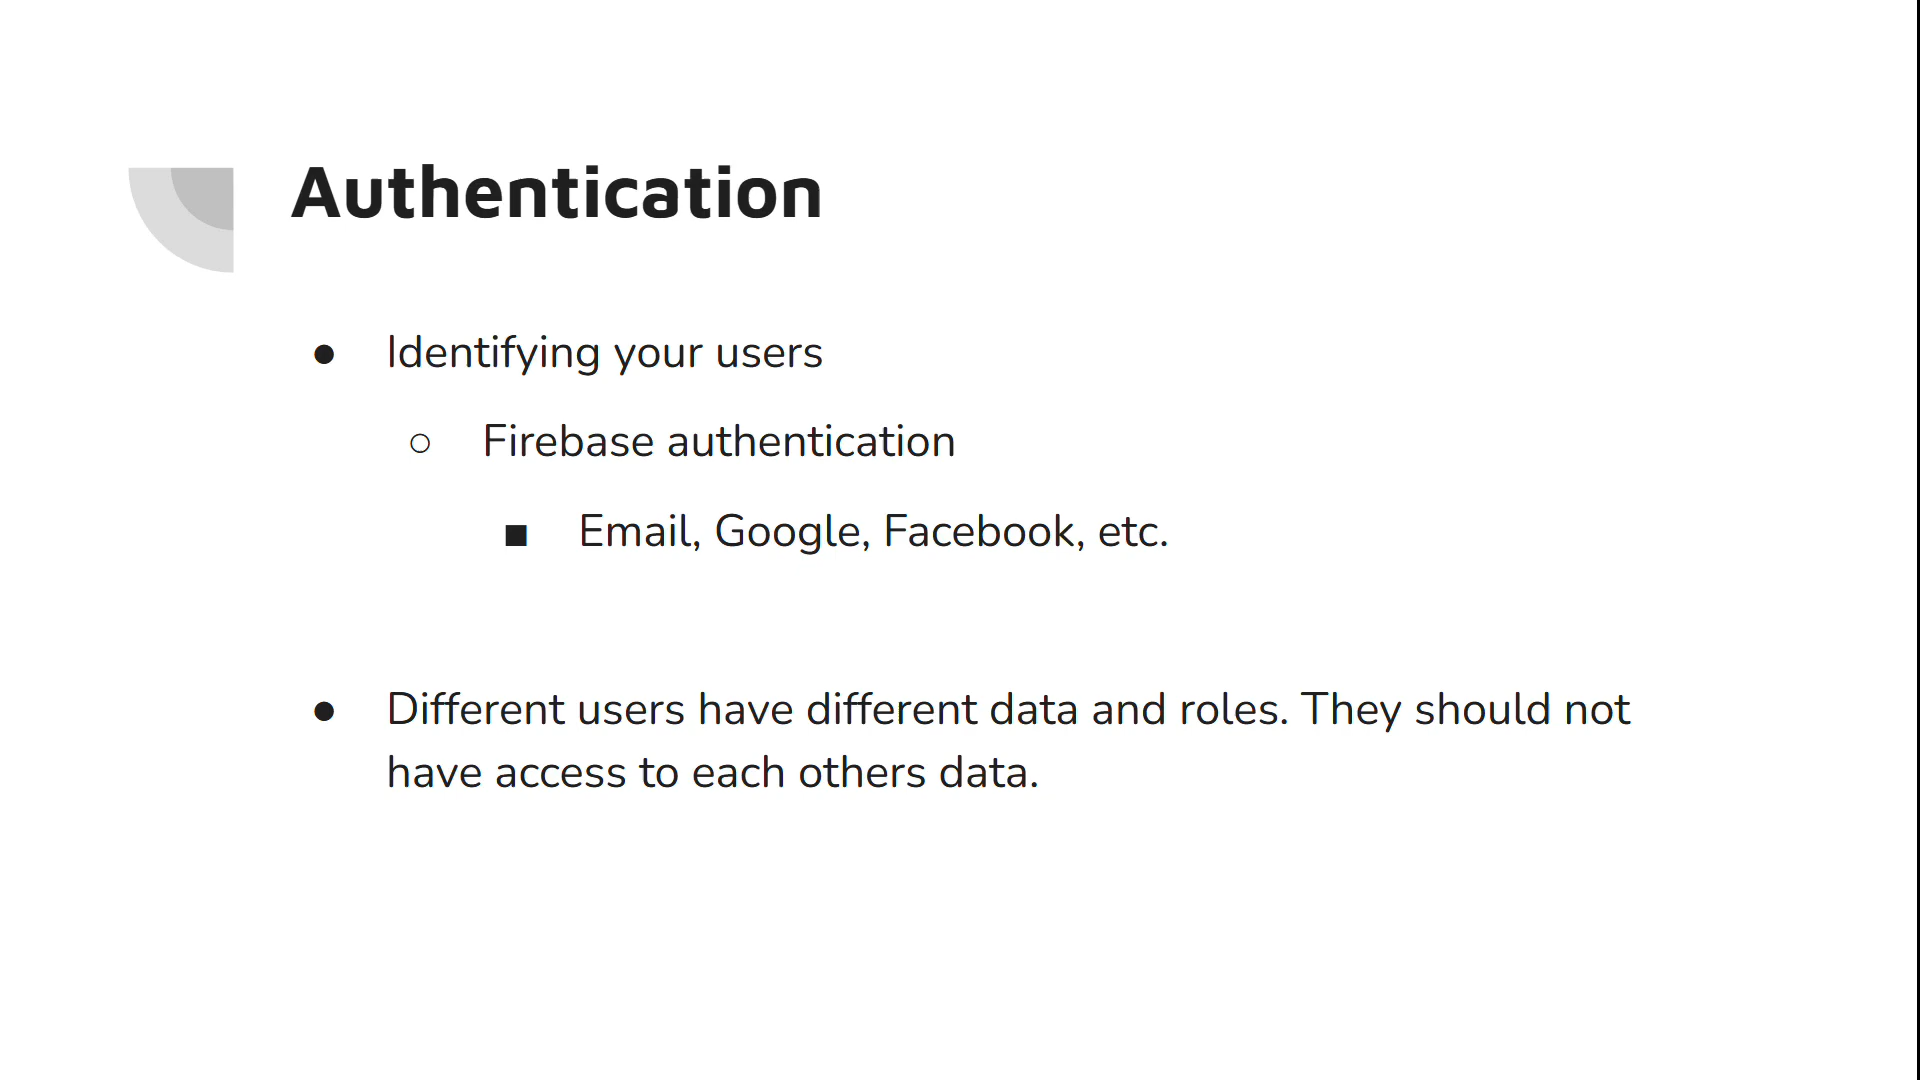 Authentication
● Identifying your users
○ Firebase authentication
■ Email, Google, Facebook, etc.
● Different users have different data and roles. They should not
have access to each others data.